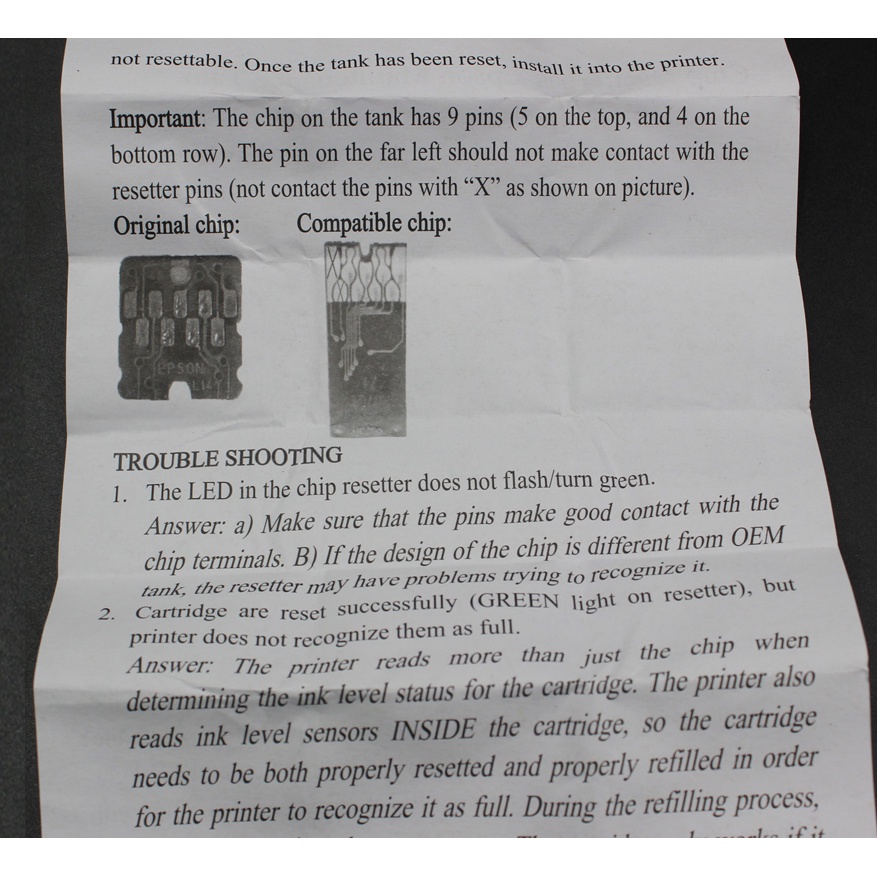 not resettable. Once the tank has been reset, install it into the printer.
Important: The chip on the tank has 9 pins (5 on the top, and 4 on the
bottom row). The pin on the far left should not make contact with the
resetter pins (not contact the pins with “X” as shown on picture).
Original chip: Compatible chip:
EPSON
L14
TROUBLE SHOOTING
1. The LED in the chip resetter does not flash/turn green.
Answer: a) Make sure that the pins make good contact with the
chip terminals. B) If the design of the chip is different from OEM
tank, the resetter may have problems trying to recognize it.
2. Cartridge are reset successfully (GREEN light on resetter), but
printer does not recognize them as full.
Answer: The printer reads more than just the chip when
determining the ink level status for the cartridge. The printer also
reads ink level sensors INSIDE the cartridge, so the cartridge
needs to be both properly resetted and properly refilled in order
for the printer to recognize it as full. During the refilling process,
if it